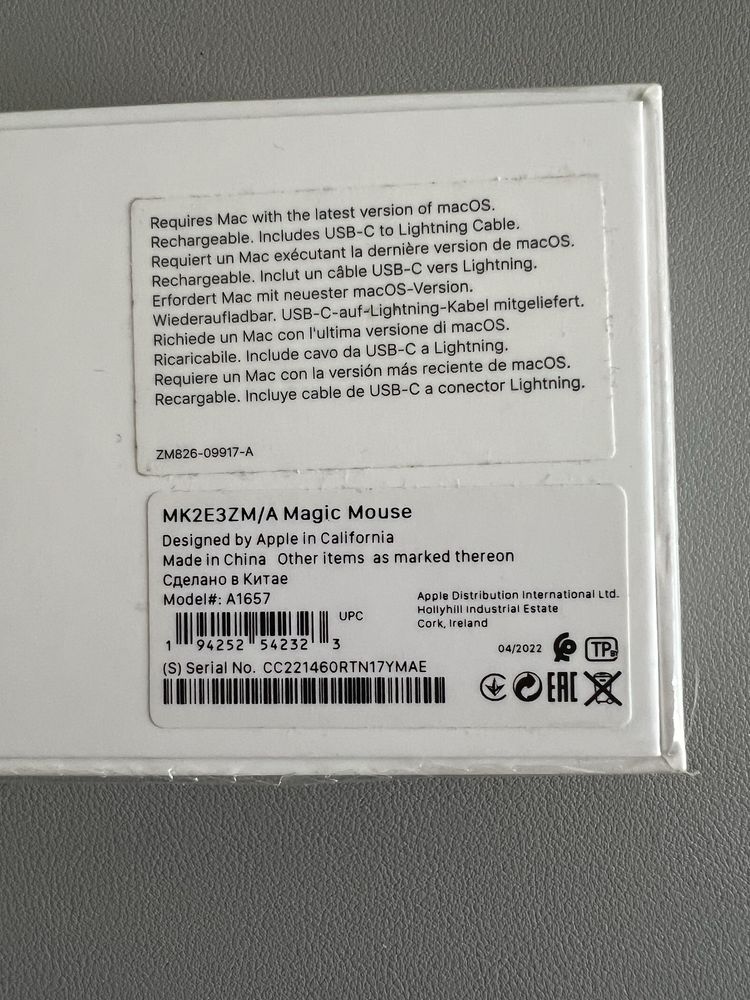 Requires Mac with the latest version of macOS.
Rechargeable. Includes USB-C to Lightning Cable.
Requiert un Mac exécutant la dernière version de macOS.
Rechargeable. Inclut un câble USB-C vers Lightning.
Erfordert Mac mit neuester macOS-Version.
Wiederaufladbar. USB-C-auf-Lightning-Kabel mitgeliefert.
Richiede un Mac con l'ultima versione di macOS.
Ricaricabile. Include cavo da USB-C a Lightning.
Requiere un Mac con la versión más reciente de macOS.
Recargable. Incluye cable de USB-C a conector Lightning.
ZM826-09917-A
MK2E3ZM/A Magic Mouse
Designed by Apple in California
Made in China Other items as marked thereon
Сделано в Китае
Model#: A1657
UPC
1 94252 54232 3
Apple Distribution International Ltd.
Hollyhill Industrial Estate
Cork, Ireland
04/2022
TP
BY
(S) Serial No. CC221460RTN17YMAE
EAC